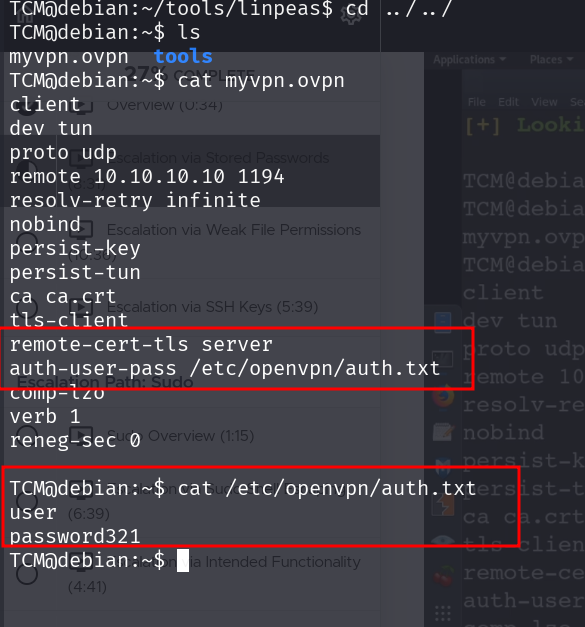 TCM@debian:~/tools/linpeas$ cd ../../
TCM@debian:~$ ls
myvpn.ovpn tools
27% COMPLETE
Applications Places
TCM@debian:~$ cat myvpn.ovpn
client
Overview (0:34)
File Edit View Se
dev tun
[+] Looki
proto udp
Escalation via Stored Passwords
remote 10.10.10.10 1194
TCM@debia
resolv-retry infinite
TCM@debia
nobind
Escalation via Weak File Permissions
myvpn.ovp
persist-key
TCM@debia
persist-tun
client
ca ca.crt
Escalation via SSH Keys (5:39)
tls-client
dev tun
remote-cert-tls server
proto udp
auth-user-pass /etc/openvpn/auth.txt
Escalation Path: Sudo
remote 10
comp-lzo
resolv-re
verb 1
reneg-sec 0
Sudo Overview (1:15)
nobind
persist-k
TCM@debian:~$ cat /etc/openvpn/auth.txt
persist-t
user
(6:39)
ca ca.crt
password321
tls-clien
TCM@debian:~$
Escalation via Intended Functionality
remote-ce
(4:41)
auth-user
comp-lzo